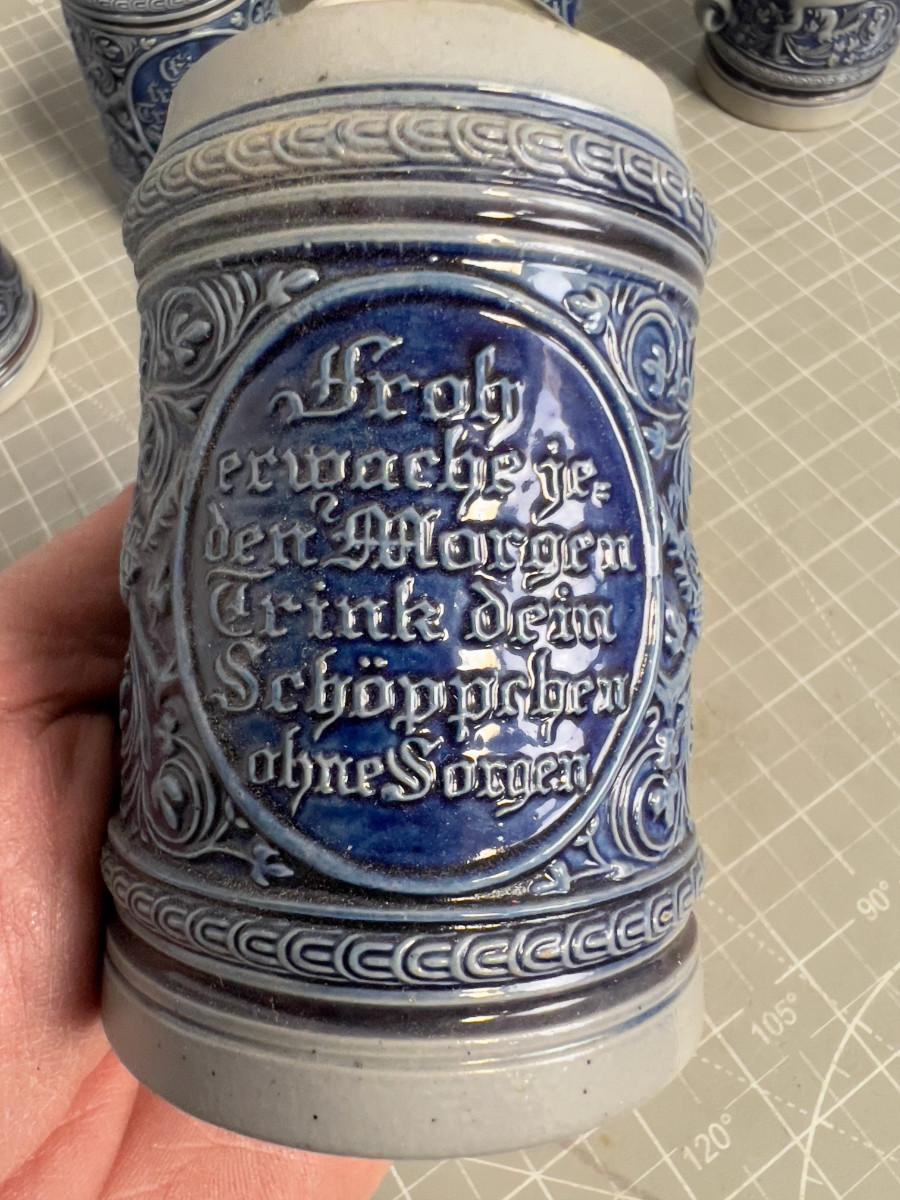 Froh
erwache je=
den Morgen
Trink dein
Schöppchen
ohne Sorgen
90°
105°
120°